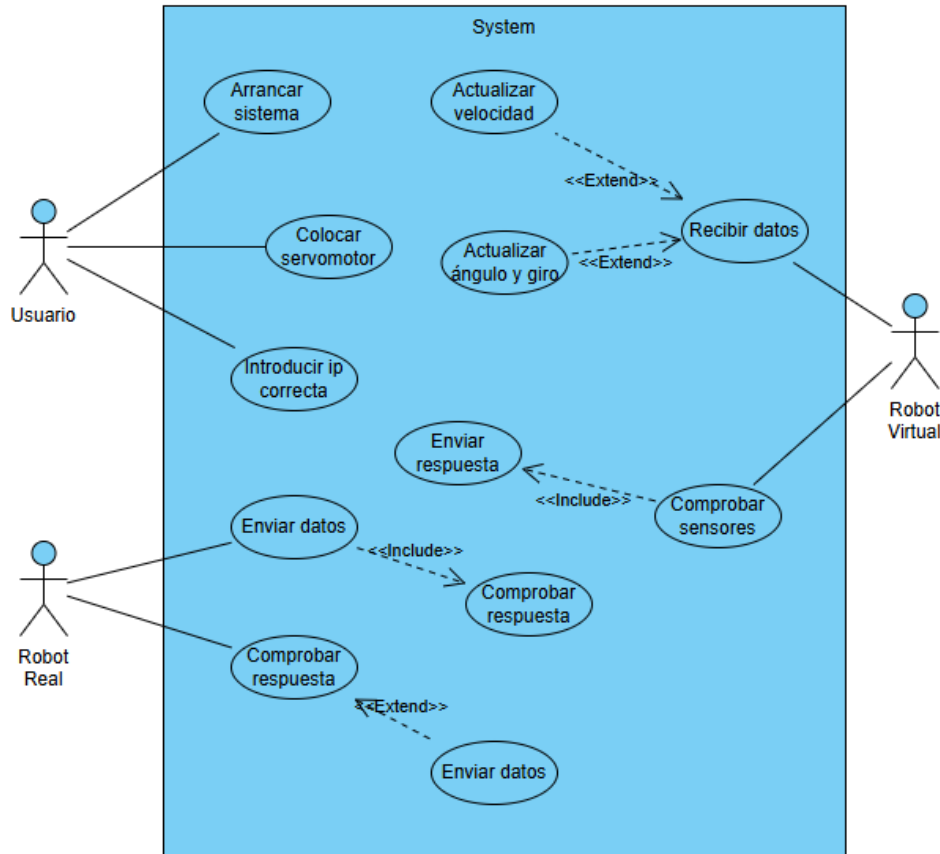 System
Arrancar
sistema
Actualizar
velocidad
<<Extend>>
Recibir datos
Colocar
servomotor
Actualizar
ángulo y giro
<<Extend>>
Usuario
Introducir ip
correcta
Robot
Virtual
Enviar
respuesta
<<Include>>
Comprobar
sensores
Enviar datos
<<Include>>
Comprobar
respuesta
Robot
Real
Comprobar
respuesta
<<Extend>>
Enviar datos